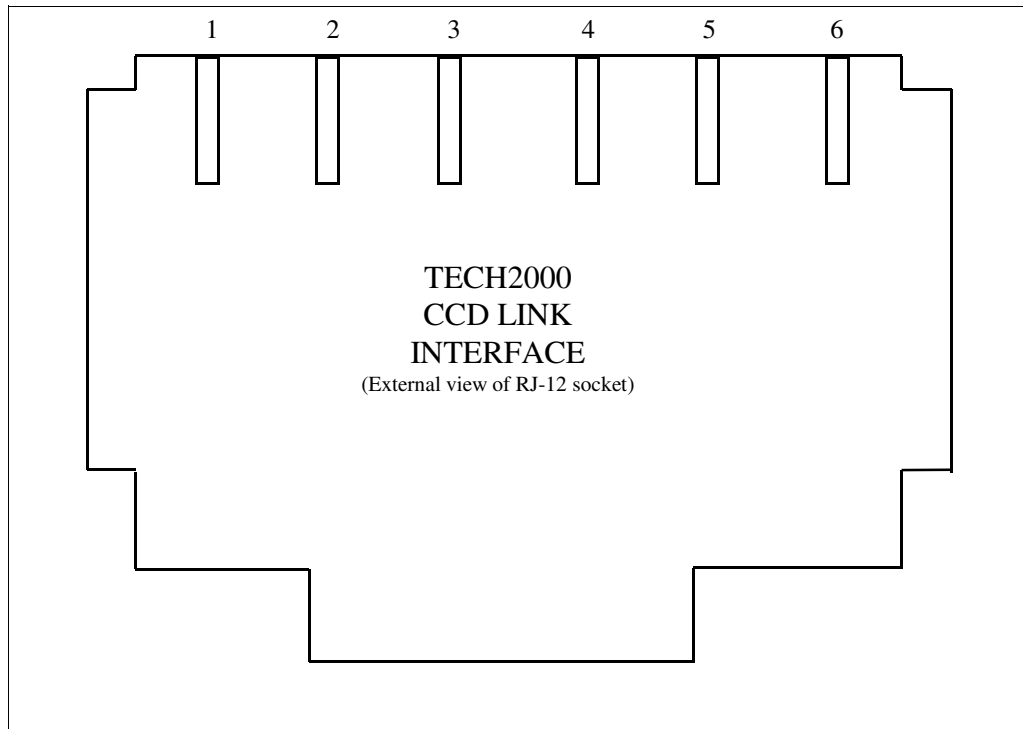 1 2 3 4 5 6
TECH2000
CCD LINK
INTERFACE
(External view of RJ-12 socket)